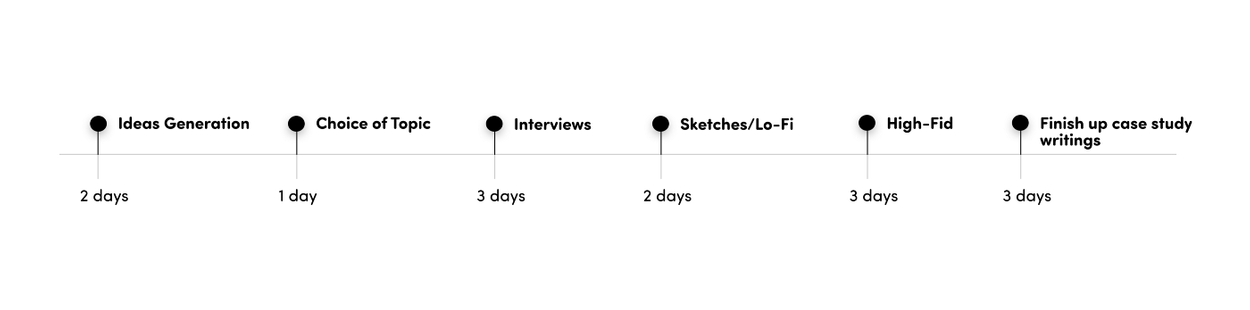 Ideas Generation
Choice of Topic
Interviews
Sketches/Lo-Fi
High-Fid
Finish up case study
writings
2 days
1 day
3 days
2 days
3 days
3 days